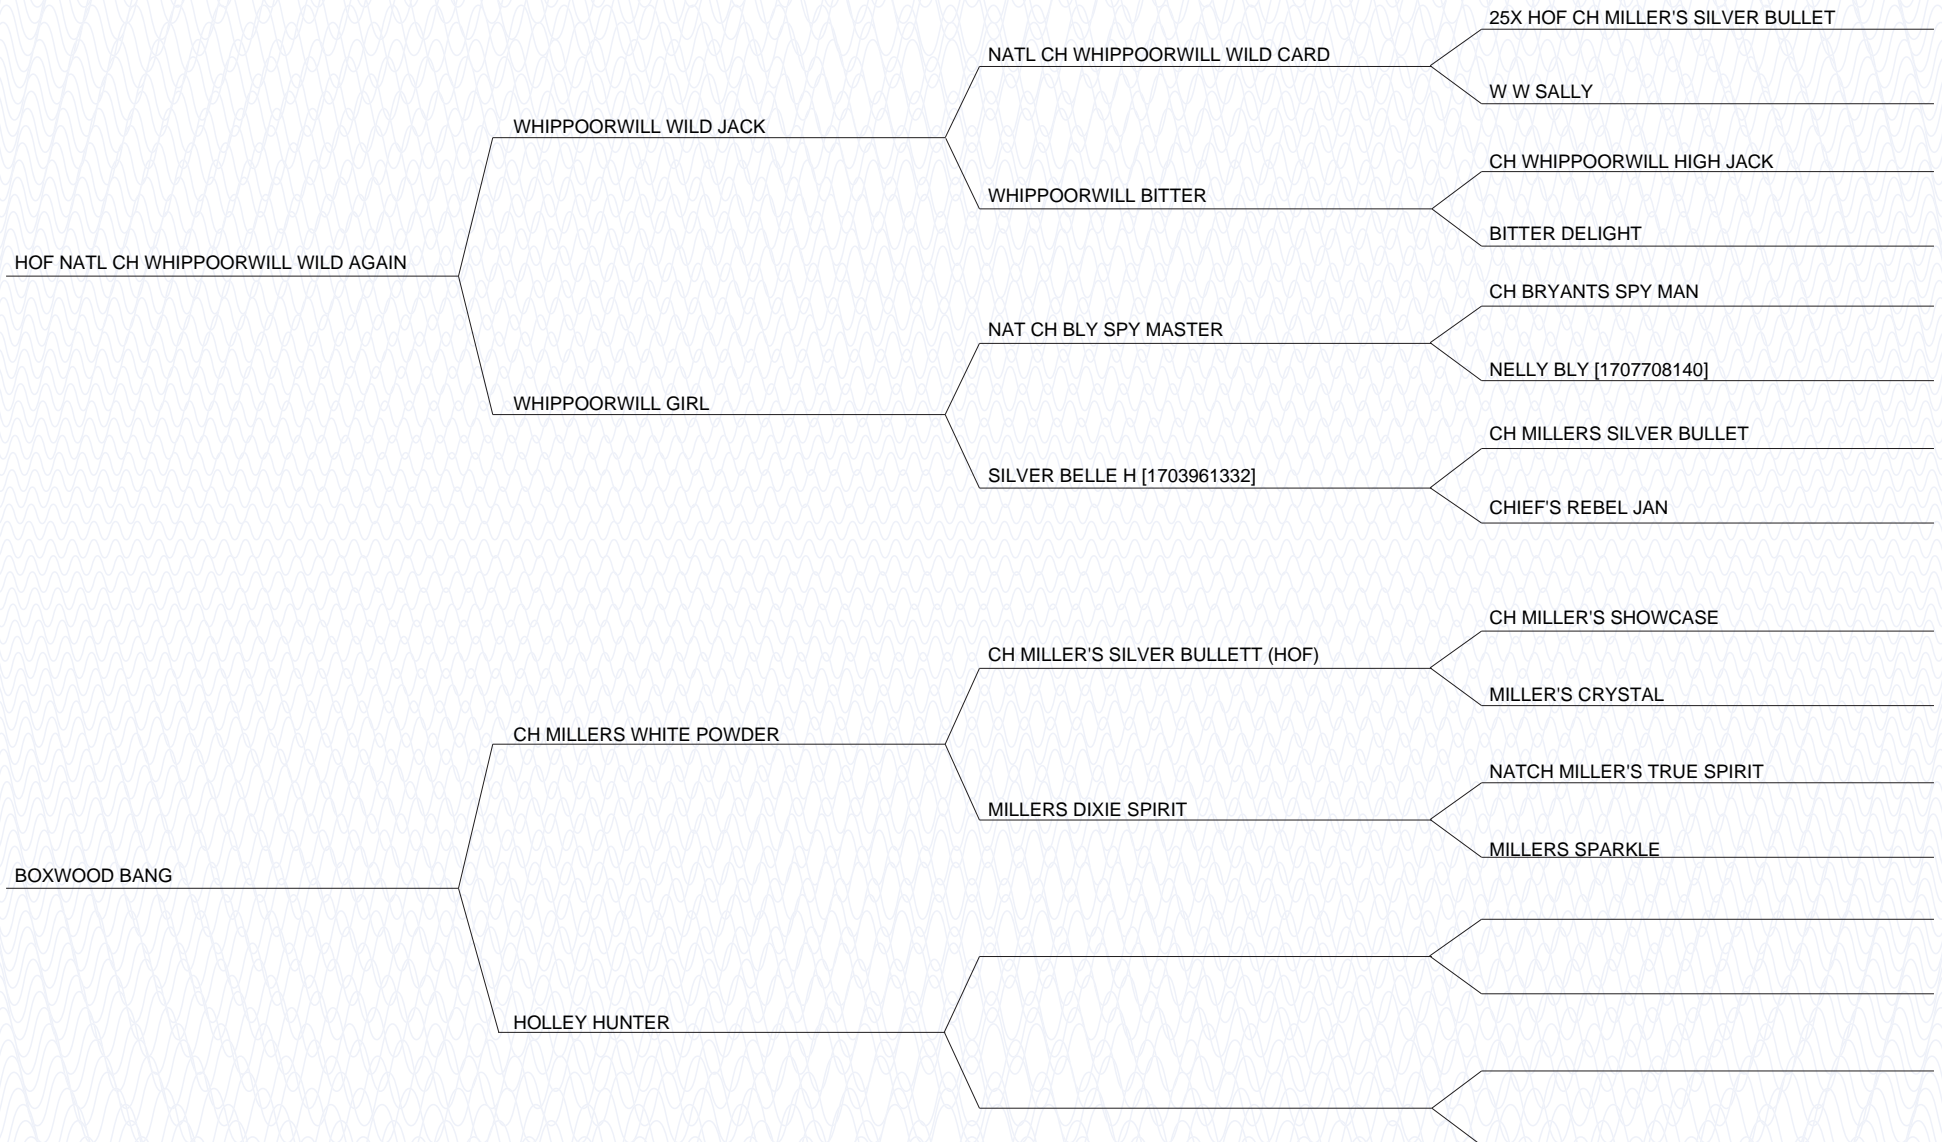 25X HOF CH MILLER'S SILVER BULLET
NATL CH WHIPPOORWILL WILD CARD
W W SALLY
WHIPPOORWILL WILD JACK
CH WHIPPOORWILL HIGH JACK
WHIPPOORWILL BITTER
BITTER DELIGHT
HOF NATL CH WHIPPOORWILL WILD AGAIN
CH BRYANTS SPY MAN
NAT CH BLY SPY MASTER
NELLY BLY [1707708140]
WHIPPOORWILL GIRL
CH MILLERS SILVER BULLET
SILVER BELLE H [1703961332]
CHIEF'S REBEL JAN
CH MILLER'S SHOWCASE
CH MILLER'S SILVER BULLETT (HOF)
MILLER'S CRYSTAL
CH MILLERS WHITE POWDER
NATCH MILLER'S TRUE SPIRIT
MILLERS DIXIE SPIRIT
MILLERS SPARKLE
BOXWOOD BANG
HOLLEY HUNTER